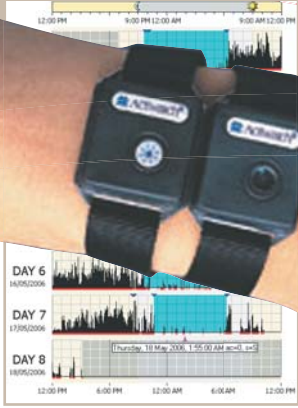 12:00 PM 9:00 PM 12:00 AM 9:00 AM 12:00 PM
ACTIWATCH
ACTIWATCH
DAY 6
16/05/2006
DAY 7
17/05/2006
Thursday, 18 May 2006, 1:55:00 AM ac=0, s=S
DAY 8
18/05/2006
12:00 PM 6:00 PM 12:00 AM 6:00 AM 12:00 PM